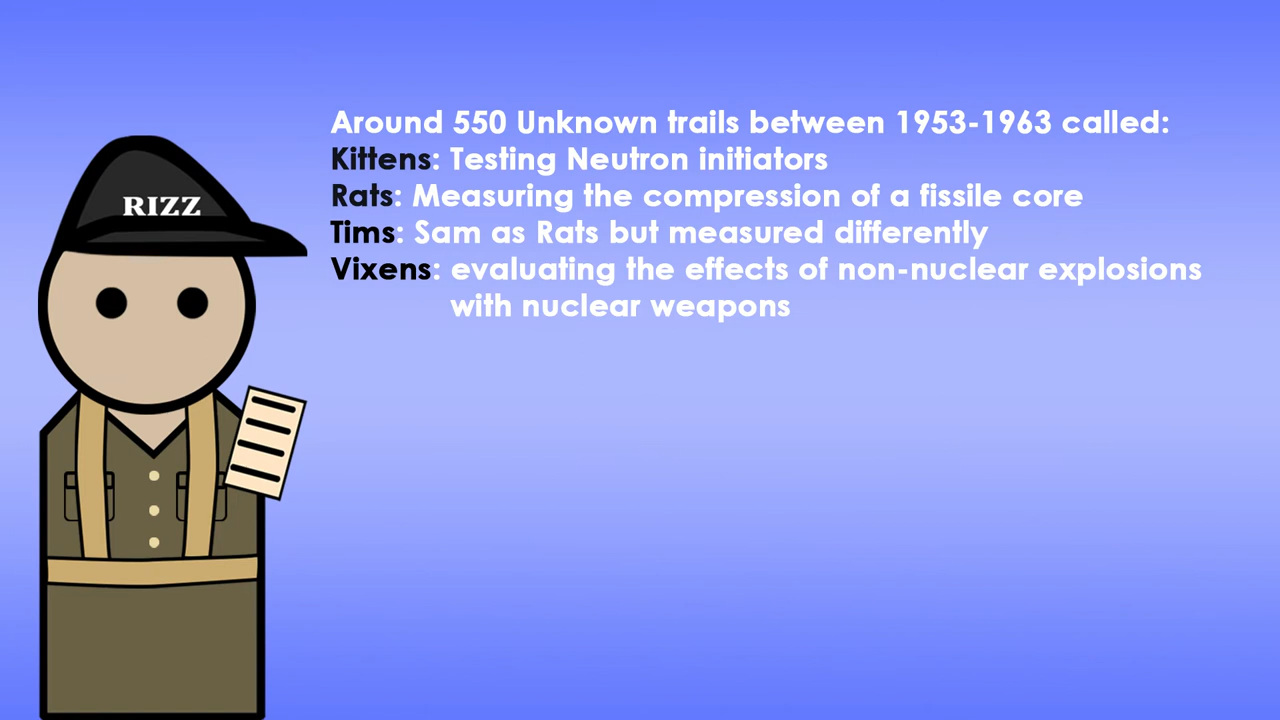 Around 550 Unknown trails between 1953-1963 called:
Kittens: Testing Neutron initiators
RIZZ
Rats: Measuring the compression of a fissile core
Tims: Sam as Rats but measured differently
Vixens: evaluating the effects of non-nuclear explosions
with nuclear weapons